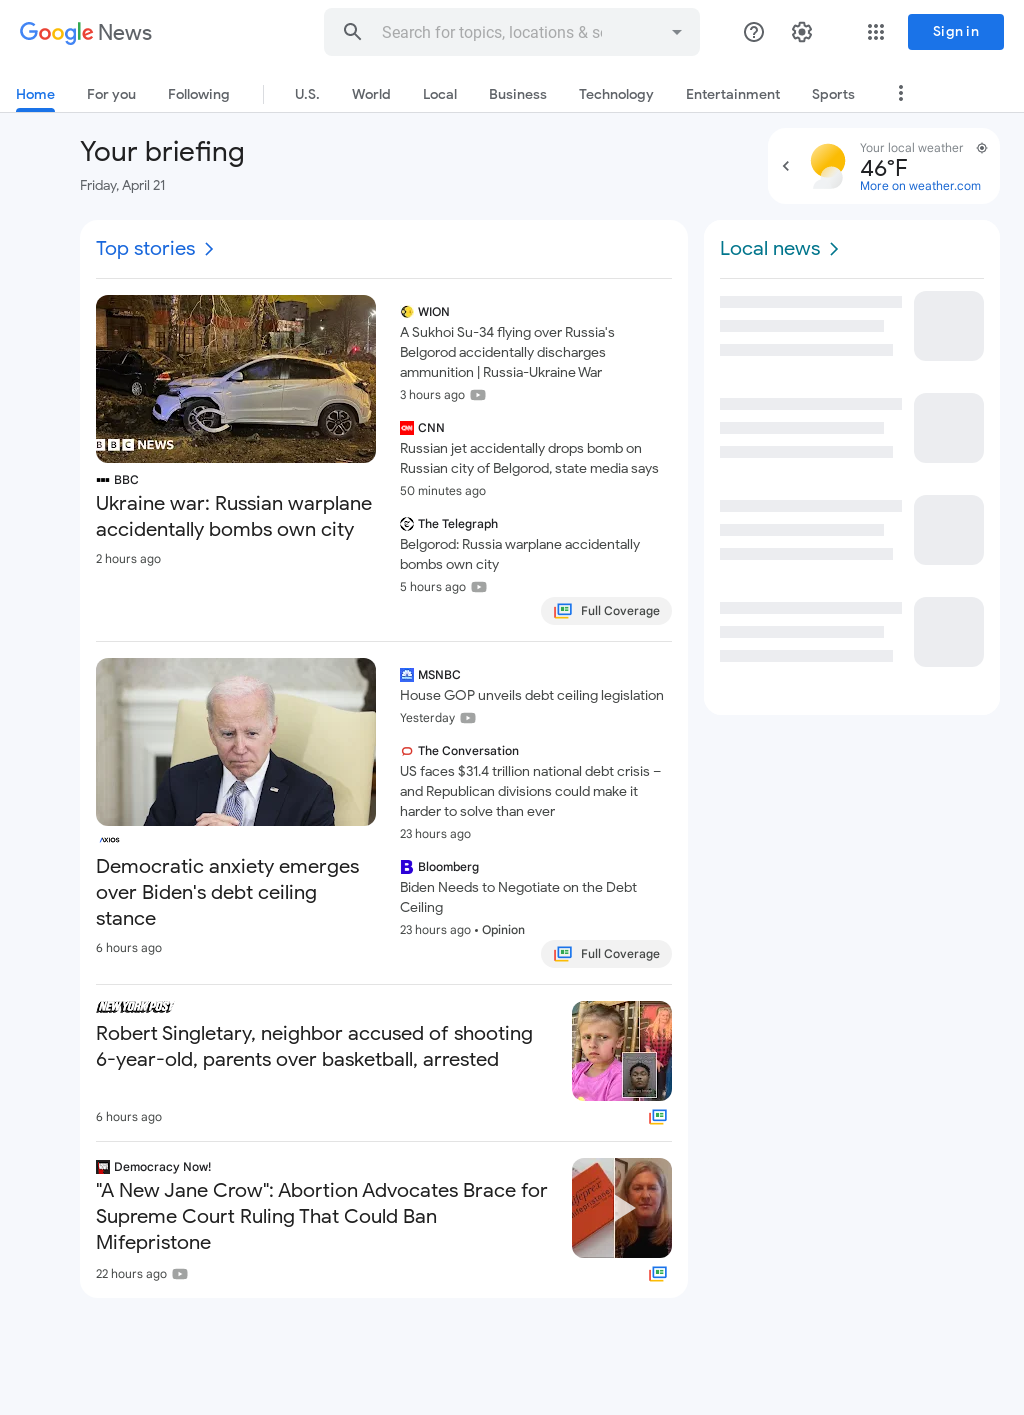 Google News
Search for topics, locations & so
Sign in
Home
For you
Following
U.S.
World
Local
Business
Technology
Entertainment
Sports
Your briefing
Friday, April 21
Your local weather
46°F
More on weather.com
Top stories
BBC NEWS
BBC
Ukraine war: Russian warplane
accidentally bombs own city
2 hours ago
WION
A Sukhoi Su-34 flying over Russia's
Belgorod accidentally discharges
ammunition | Russia-Ukraine War
3 hours ago
CNN
Russian jet accidentally drops bomb on
Russian city of Belgorod, state media says
50 minutes ago
The Telegraph
Belgorod: Russia warplane accidentally
bombs own city
5 hours ago
Full Coverage
AXIOS
Democratic anxiety emerges
over Biden's debt ceiling
stance
6 hours ago
MSNBC
House GOP unveils debt ceiling legislation
Yesterday
The Conversation
US faces $31.4 trillion national debt crisis –
and Republican divisions could make it
harder to solve than ever
23 hours ago
Bloomberg
Biden Needs to Negotiate on the Debt
Ceiling
23 hours ago • Opinion
Full Coverage
NEW YORK POST
Robert Singletary, neighbor accused of shooting
6-year-old, parents over basketball, arrested
6 hours ago
Democracy Now!
"A New Jane Crow": Abortion Advocates Brace for
Supreme Court Ruling That Could Ban
Mifepristone
22 hours ago
Local news